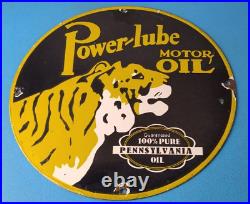 Power-lube
MOTOR
OIL
Guaranteed
100% PURE
PENNSYLVANIA
OIL